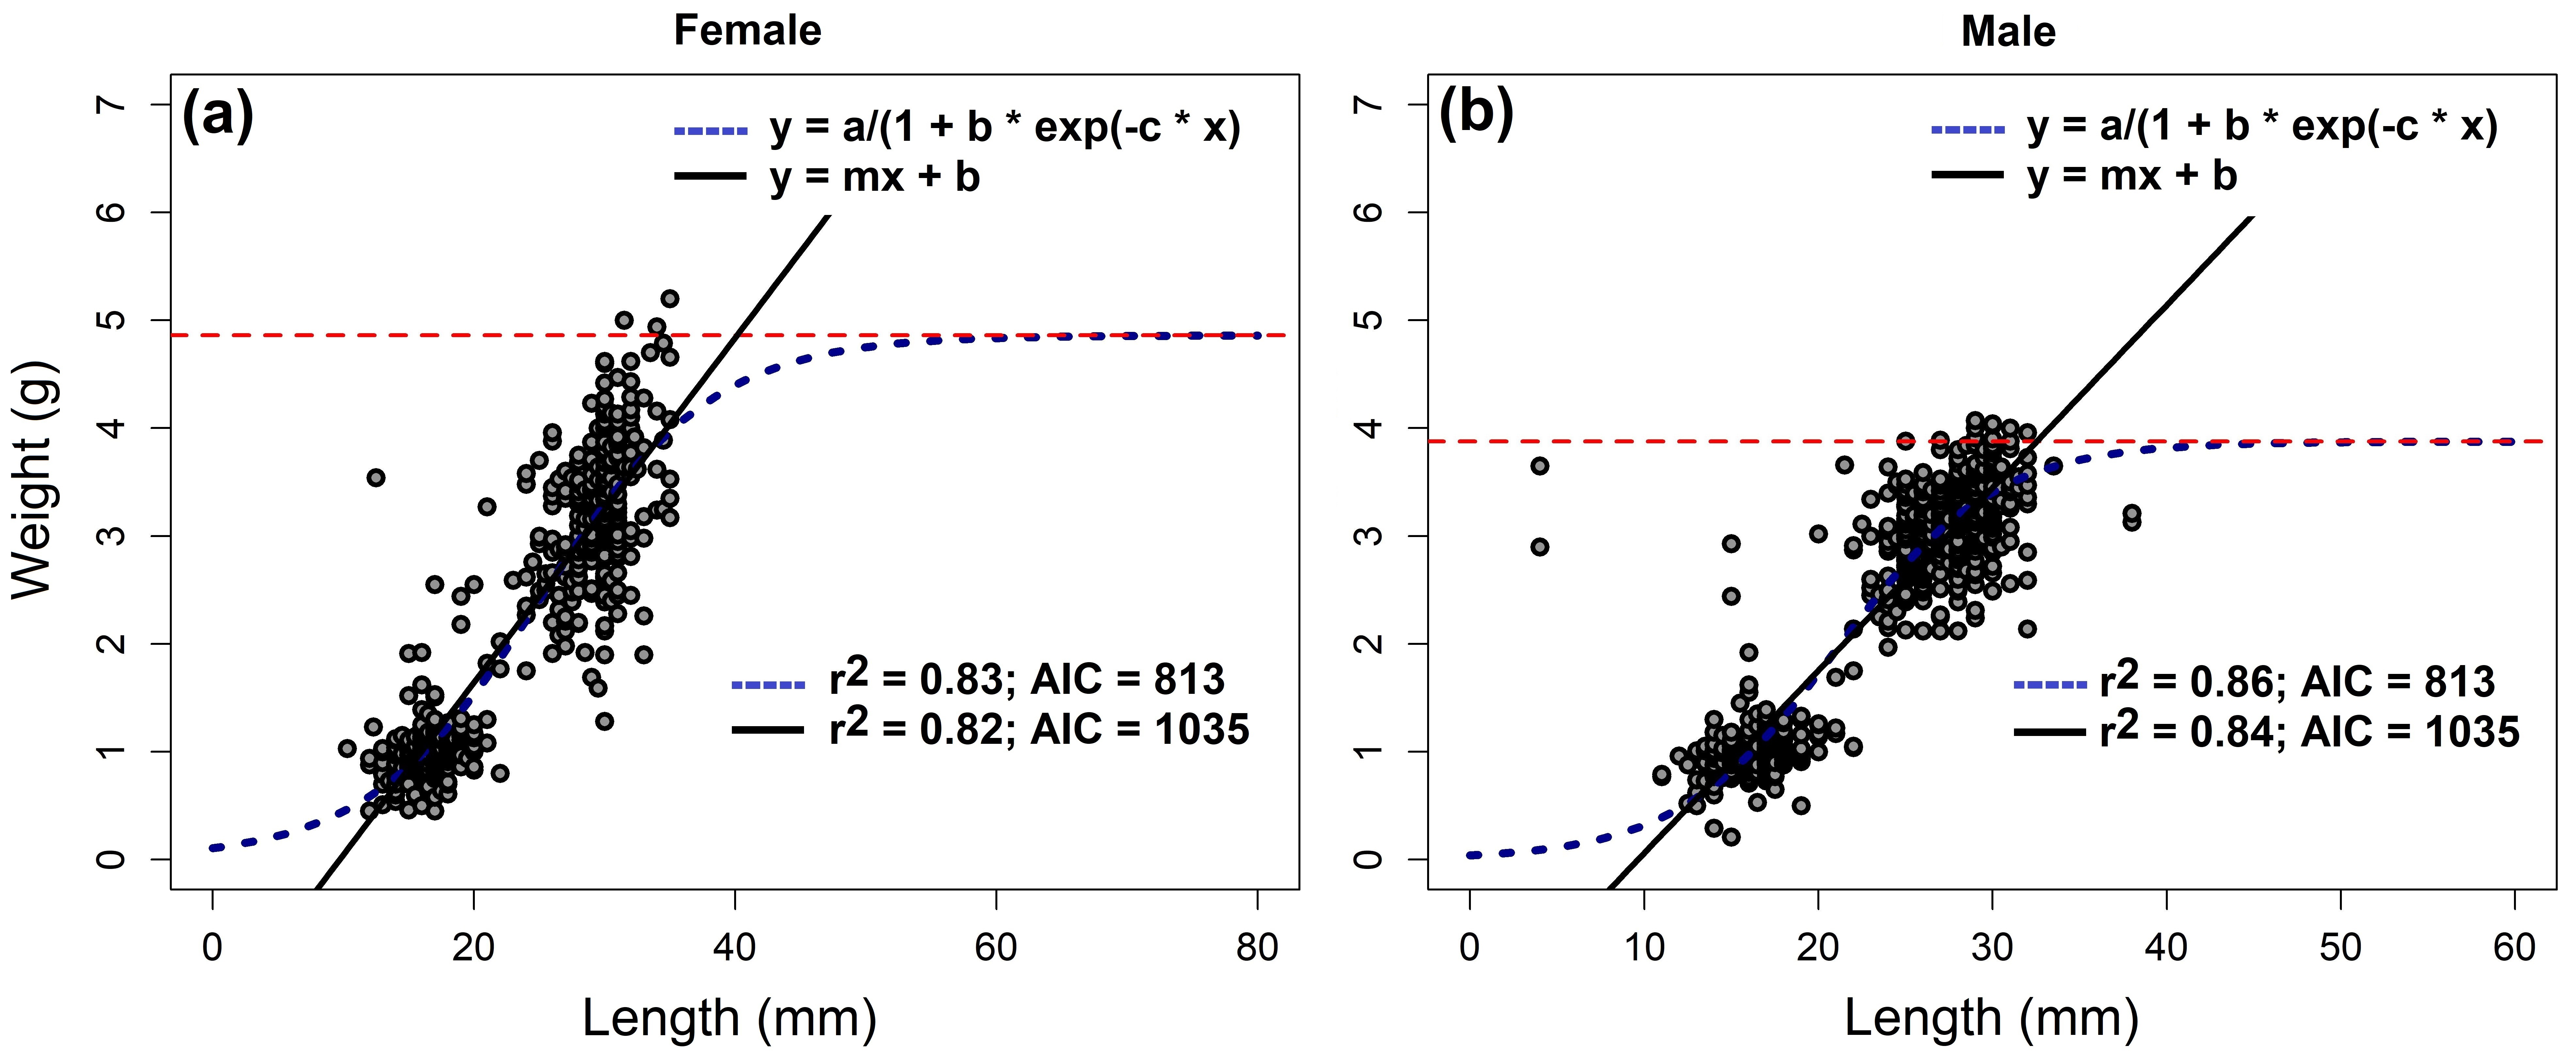 Female
(a)
y = a/(1 + b * exp(-c * x)
y = mx + b
7
6
5
4
3
2
1
0
Weight (g)
r2 = 0.83; AIC = 813
r2 = 0.82; AIC = 1035
0 20 40 60 80
Length (mm)
Male
(b)
y = a/(1 + b * exp(-c * x)
y = mx + b
7
6
5
4
3
2
1
0
r2 = 0.86; AIC = 813
r2 = 0.84; AIC = 1035
0 10 20 30 40 50 60
Length (mm)